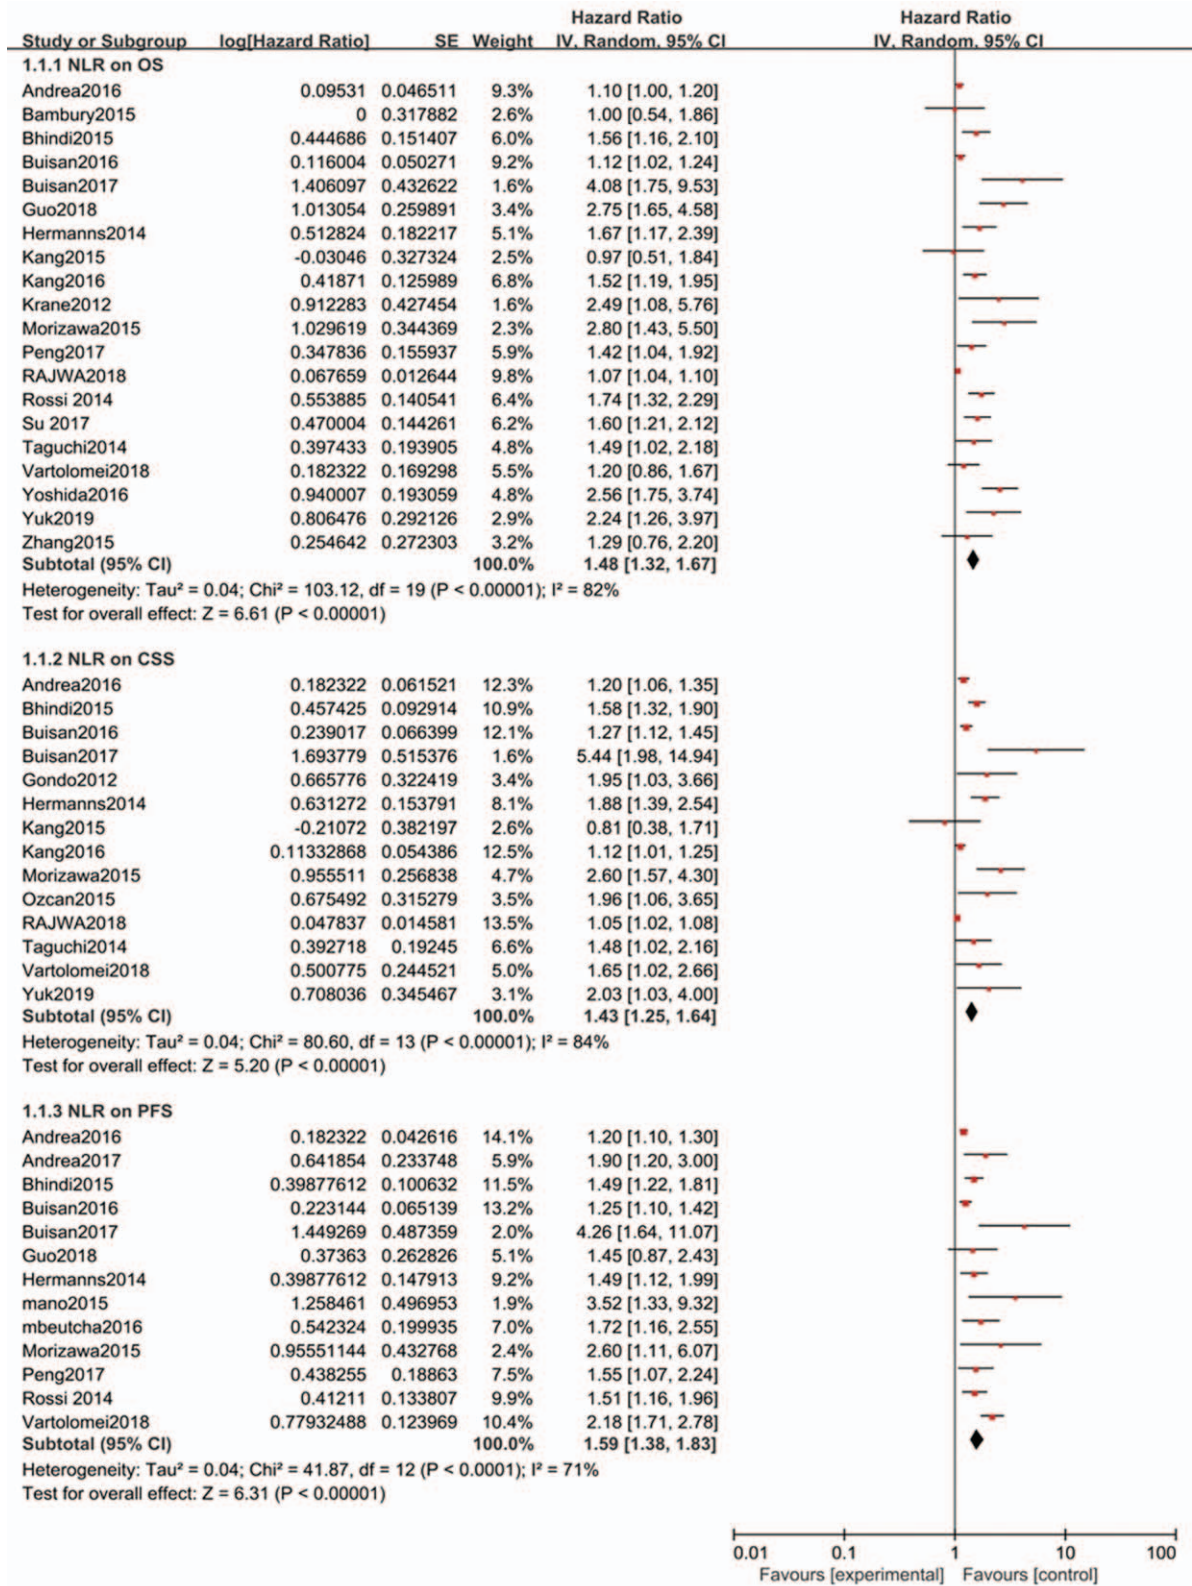 Hazard Ratio Hazard Ratio
Study or Subgroup log[Hazard Ratio] SE Weight IV, Random, 95% CI IV, Random, 95% CI
1.1.1 NLR on OS
Andrea2016 0.09531 0.046511 9.3% 1.10 [1.00, 1.20]
Bambury2015 0 0.317882 2.6% 1.00 [0.54, 1.86]
Bhindi2015 0.444686 0.151407 6.0% 1.56 [1.16, 2.10]
Buisan2016 0.116004 0.050271 9.2% 1.12 [1.02, 1.24]
Buisan2017 1.406097 0.432622 1.6% 4.08 [1.75, 9.53]
Guo2018 1.013054 0.259891 3.4% 2.75 [1.65, 4.58]
Hermanns2014 0.512824 0.182217 5.1% 1.67 [1.17, 2.39]
Kang2015 -0.03046 0.327324 2.5% 0.97 [0.51, 1.84]
Kang2016 0.41871 0.125989 6.8% 1.52 [1.19, 1.95]
Krane2012 0.912283 0.427454 1.6% 2.49 [1.08, 5.76]
Morizawa2015 1.029619 0.344369 2.3% 2.80 [1.43, 5.50]
Peng2017 0.347836 0.155937 5.9% 1.42 [1.04, 1.92]
RAJWA2018 0.067659 0.012644 9.8% 1.07 [1.04, 1.10]
Rossi 2014 0.553885 0.140541 6.4% 1.74 [1.32, 2.29]
Su 2017 0.470004 0.144261 6.2% 1.60 [1.21, 2.12]
Taguchi2014 0.397433 0.193905 4.8% 1.49 [1.02, 2.18]
Vartolomei2018 0.182322 0.169298 5.5% 1.20 [0.86, 1.67]
Yoshida2016 0.940007 0.193059 4.8% 2.56 [1.75, 3.74]
Yuk2019 0.806476 0.292126 2.9% 2.24 [1.26, 3.97]
Zhang2015 0.254642 0.272303 3.2% 1.29 [0.76, 2.20]
Subtotal (95% CI) 100.0% 1.48 [1.32, 1.67]
Heterogeneity: Tau² = 0.04; Chi² = 103.12, df = 19 (P < 0.00001); I² = 82%
Test for overall effect: Z = 6.61 (P < 0.00001)
1.1.2 NLR on CSS
Andrea2016 0.182322 0.061521 12.3% 1.20 [1.06, 1.35]
Bhindi2015 0.457425 0.092914 10.9% 1.58 [1.32, 1.90]
Buisan2016 0.239017 0.066399 12.1% 1.27 [1.12, 1.45]
Buisan2017 1.693779 0.515376 1.6% 5.44 [1.98, 14.94]
Gondo2012 0.665776 0.322419 3.4% 1.95 [1.03, 3.66]
Hermanns2014 0.631272 0.153791 8.1% 1.88 [1.39, 2.54]
Kang2015 -0.21072 0.382197 2.6% 0.81 [0.38, 1.71]
Kang2016 0.11332868 0.054386 12.5% 1.12 [1.01, 1.25]
Morizawa2015 0.955511 0.256838 4.7% 2.60 [1.57, 4.30]
Ozcan2015 0.675492 0.315279 3.5% 1.96 [1.06, 3.65]
RAJWA2018 0.047837 0.014581 13.5% 1.05 [1.02, 1.08]
Taguchi2014 0.392718 0.19245 6.6% 1.48 [1.02, 2.16]
Vartolomei2018 0.500775 0.244521 5.0% 1.65 [1.02, 2.66]
Yuk2019 0.708036 0.345467 3.1% 2.03 [1.03, 4.00]
Subtotal (95% CI) 100.0% 1.43 [1.25, 1.64]
Heterogeneity: Tau² = 0.04; Chi² = 80.60, df = 13 (P < 0.00001); I² = 84%
Test for overall effect: Z = 5.20 (P < 0.00001)
1.1.3 NLR on PFS
Andrea2016 0.182322 0.042616 14.1% 1.20 [1.10, 1.30]
Andrea2017 0.641854 0.233748 5.9% 1.90 [1.20, 3.00]
Bhindi2015 0.39877612 0.100632 11.5% 1.49 [1.22, 1.81]
Buisan2016 0.223144 0.065139 13.2% 1.25 [1.10, 1.42]
Buisan2017 1.449269 0.487359 2.0% 4.26 [1.64, 11.07]
Guo2018 0.37363 0.262826 5.1% 1.45 [0.87, 2.43]
Hermanns2014 0.39877612 0.147913 9.2% 1.49 [1.12, 1.99]
mano2015 1.258461 0.496953 1.9% 3.52 [1.33, 9.32]
mbeutcha2016 0.542324 0.199935 7.0% 1.72 [1.16, 2.55]
Morizawa2015 0.95551144 0.432768 2.4% 2.60 [1.11, 6.07]
Peng2017 0.438255 0.18863 7.5% 1.55 [1.07, 2.24]
Rossi 2014 0.41211 0.133807 9.9% 1.51 [1.16, 1.96]
Vartolomei2018 0.77932488 0.123969 10.4% 2.18 [1.71, 2.78]
Subtotal (95% CI) 100.0% 1.59 [1.38, 1.83]
Heterogeneity: Tau² = 0.04; Chi² = 41.87, df = 12 (P < 0.0001); I² = 71%
Test for overall effect: Z = 6.31 (P < 0.00001)
0.01 0.1 1 10 100
Favours [experimental] Favours [control]